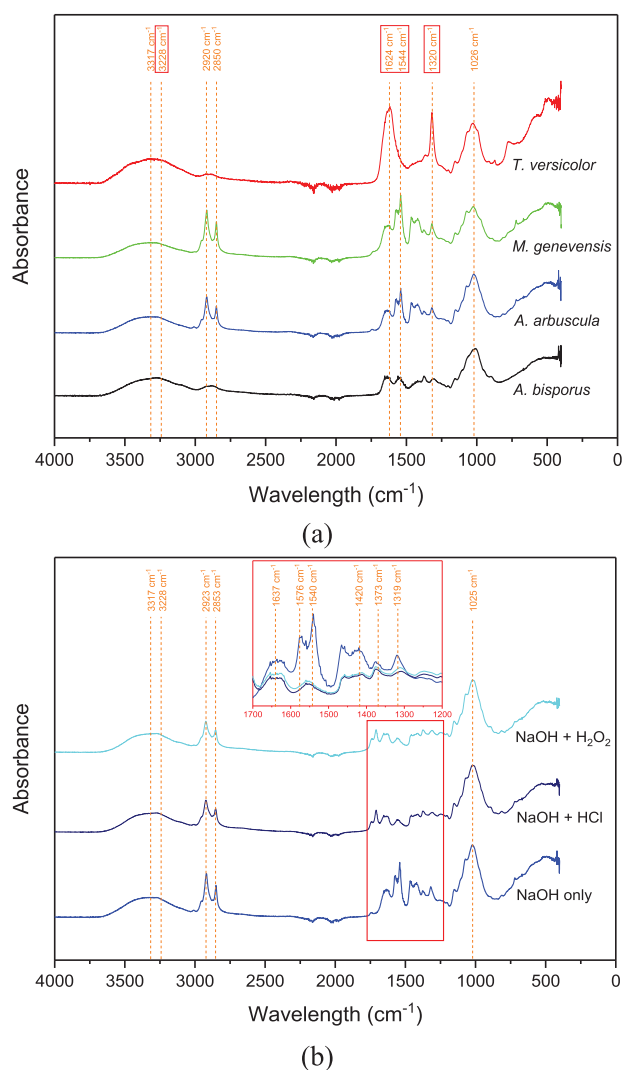 (a)
3317 cm⁻¹
3228 cm⁻¹
2920 cm⁻¹
2850 cm⁻¹
1624 cm⁻¹
1544 cm⁻¹
1320 cm⁻¹
1026 cm⁻¹
T. versicolor
M. genevensis
A. arbuscula
A. bisporus
Absorbance
4000 3500 3000 2500 2000 1500 1000 500 0
Wavelength (cm⁻¹)
(a)
3317 cm⁻¹
3228 cm⁻¹
2923 cm⁻¹
2853 cm⁻¹
1637 cm⁻¹
1576 cm⁻¹
1540 cm⁻¹
1420 cm⁻¹
1373 cm⁻¹
1319 cm⁻¹
1025 cm⁻¹
1700 1600 1500 1400 1300 1200
NaOH + H₂O₂
NaOH + HCl
NaOH only
Absorbance
4000 3500 3000 2500 2000 1500 1000 500 0
Wavelength (cm⁻¹)
(b)